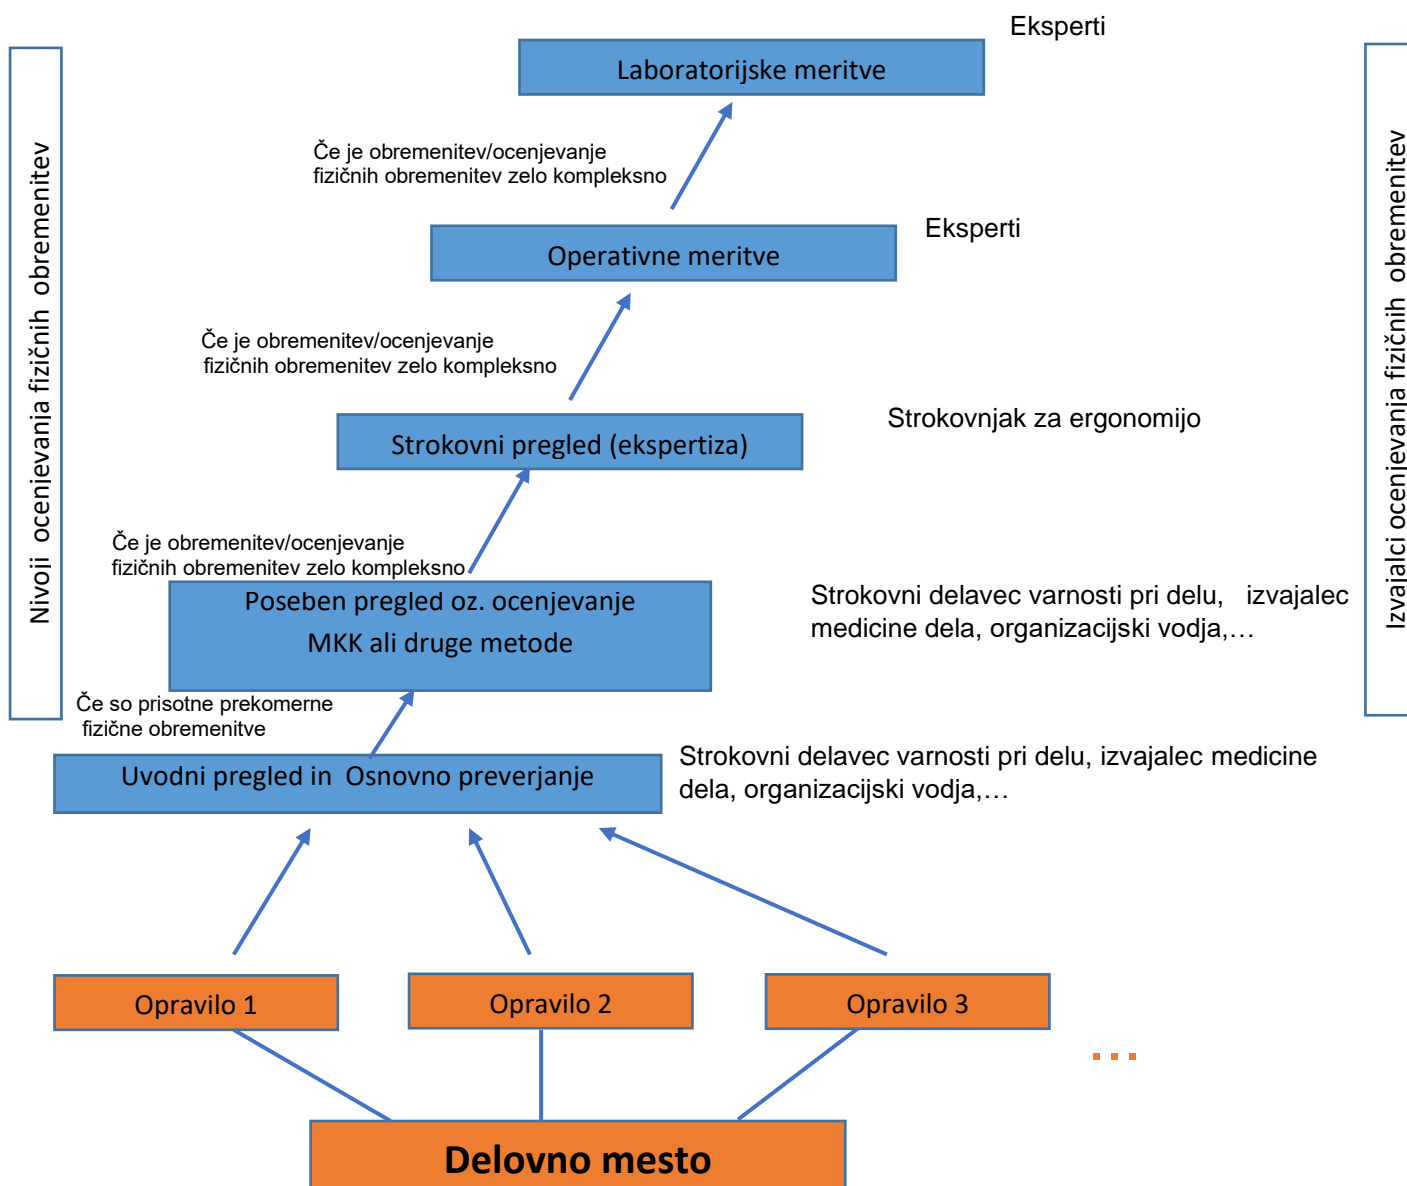 Eksperti
Laboratorijske meritve
Če je obremenitev/ocenjevanje
fizičnih obremenitev zelo kompleksno
Eksperti
Operativne meritve
Če je obremenitev/ocenjevanje
fizičnih obremenitev zelo kompleksno
Strokovnjak za ergonomijo
Strokovni pregled (ekspertiza)
Če je obremenitev/ocenjevanje
fizičnih obremenitev zelo kompleksno
Poseben pregled oz. ocenjevanje
MKK ali druge metode
Strokovni delavec varnosti pri delu, izvajalec
medicine dela, organizacijski vodja,…
Če so prisotne prekomerne
fizične obremenitve
Uvodni pregled in Osnovno preverjanje
Strokovni delavec varnosti pri delu, izvajalec medicine
dela, organizacijski vodja,…
Opravilo 1
Opravilo 2
Opravilo 3
...
Delovno mesto
Nivoji ocenjevanja fizičnih obremenitev
Izvajalci ocenjevanja fizičnih obremenitev